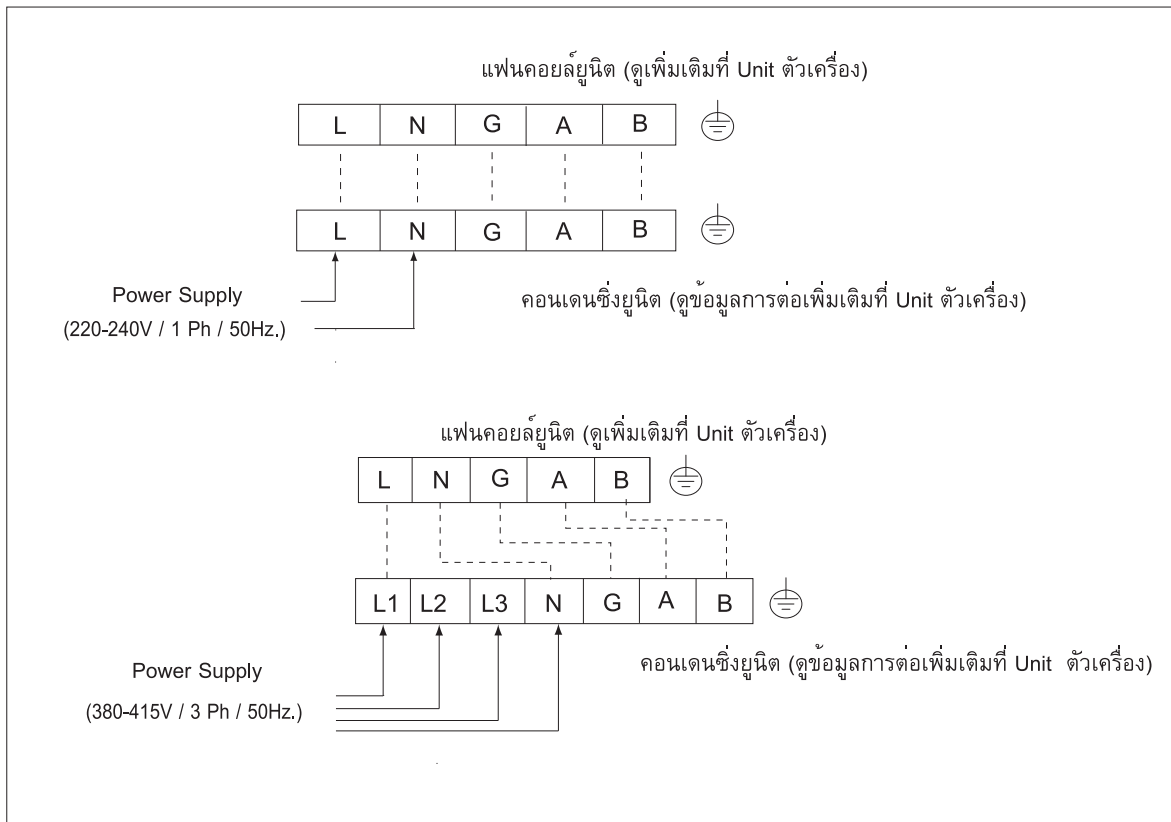 แฟนคอยล์ยูนิต (ดูเพิ่มเติมที่ Unit ตัวเครื่อง)
L N G A B
L N G A B
Power Supply
(220-240V / 1 Ph / 50Hz.)
คอนเดนซิ่งยูนิต (ดูข้อมูลการต่อเพิ่มเติมที่ Unit ตัวเครื่อง)
แฟนคอยล์ยูนิต (ดูเพิ่มเติมที่ Unit ตัวเครื่อง)
L N G A B
L1 L2 L3 N G A B
Power Supply
(380-415V / 3 Ph / 50Hz.)
คอนเดนซิ่งยูนิต (ดูข้อมูลการต่อเพิ่มเติมที่ Unit ตัวเครื่อง)